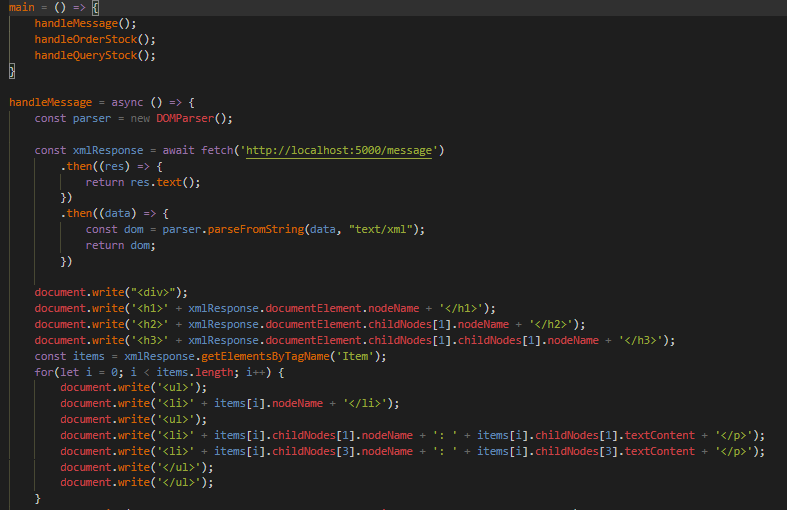 main = () => {
    handleMessage();
    handleOrderStock();
    handleQueryStock();
}

handleMessage = async () => {
    const parser = new DOMParser();

    const xmlResponse = await fetch('http://localhost:5000/message')
        .then((res) => {
            return res.text();
        })
        .then((data) => {
            const dom = parser.parseFromString(data, "text/xml");
            return dom;
        })

    document.write("<div>");
    document.write('<h1>' + xmlResponse.documentElement.nodeName + '</h1>');
    document.write('<h2>' + xmlResponse.documentElement.childNodes[1].nodeName + '</h2>');
    document.write('<h3>' + xmlResponse.documentElement.childNodes[1].childNodes[1].nodeName + '</h3>');
    const items = xmlResponse.getElementsByTagName('Item');
    for(let i = 0; i < items.length; i++) {
        document.write('<ul>');
        document.write('<li>' + items[i].nodeName + '</li>');
        document.write('<ul>');
        document.write('<li>' + items[i].childNodes[1].nodeName + ': ' + items[i].childNodes[1].textContent + '</p>');
        document.write('<li>' + items[i].childNodes[3].nodeName + ': ' + items[i].childNodes[3].textContent + '</p>');
        document.write('</ul>');
        document.write('</ul>');
    }